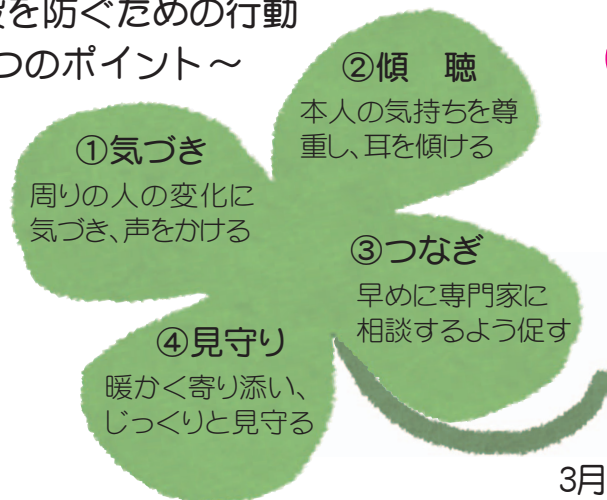 を防ぐための行動
つのポイント～
①気づき
周りの人の変化に
気づき、声をかける
②傾　聴
本人の気持ちを尊
重し、耳を傾ける
③つなぎ
早めに専門家に
相談するよう促す
④見守り
暖かく寄り添い、
じっくりと見守る
3月